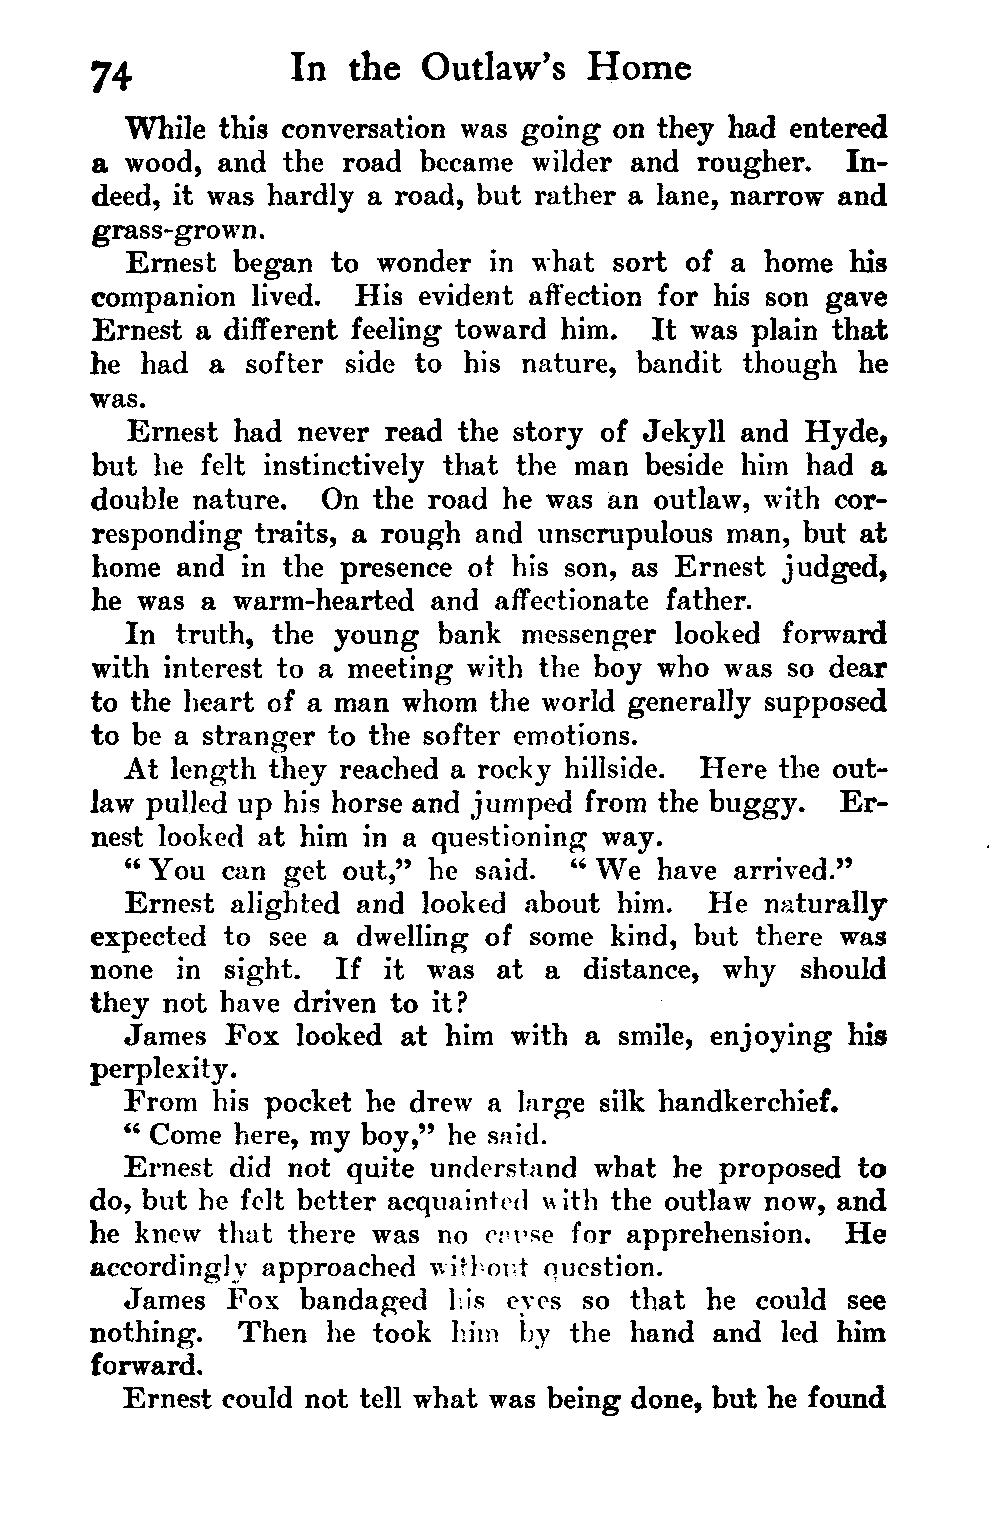 74 In the Outlaw's Home
While this conversation was going on they had entered
a wood, and the road became wilder and rougher. In-
deed, it was hardly a road, but rather a lane, narrow and
grass-grown.
Ernest began to wonder in what sort of a home his
companion lived. His evident affection for his son gave
Ernest a different feeling toward him. It was plain that
he had a softer side to his nature, bandit though he
was.
Ernest had never read the story of Jekyll and Hyde,
but he felt instinctively that the man beside him had a
double nature. On the road he was an outlaw, with cor-
responding traits, a rough and unscrupulous man, but at
home and in the presence of his son, as Ernest judged,
he was a warm-hearted and affectionate father.
In truth, the young bank messenger looked forward
with interest to a meeting with the boy who was so dear
to the heart of a man whom the world generally supposed
to be a stranger to the softer emotions.
At length they reached a rocky hillside. Here the out-
law pulled up his horse and jumped from the buggy. Er-
nest looked at him in a questioning way.
“ You can get out,” he said. “ We have arrived.”
Ernest alighted and looked about him. He naturally
expected to see a dwelling of some kind, but there was
none in sight. If it was at a distance, why should
they not have driven to it?
James Fox looked at him with a smile, enjoying his
perplexity.
From his pocket he drew a large silk handkerchief.
“ Come here, my boy,” he said.
Ernest did not quite understand what he proposed to
do, but he felt better acquainted with the outlaw now, and
he knew that there was no cause for apprehension. He
accordingly approached without question.
James Fox bandaged his eyes so that he could see
nothing. Then he took him by the hand and led him
forward.
Ernest could not tell what was being done, but he found